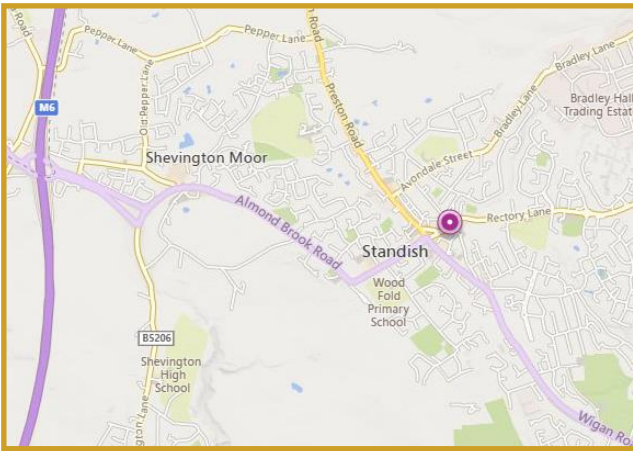 Road
Pepper Lane
Pepper Lane
Bradley Lane
M6
Old Pepper Lane
Preston Road
Bradley Lane
Bradley Hall
Trading Estate
Shevington Moor
Avondale Street
Almond Brook Road
Rectory Lane
Standish
Wood
Fold
Primary
School
B5206
Shevington
High
School
Lane
Wigan